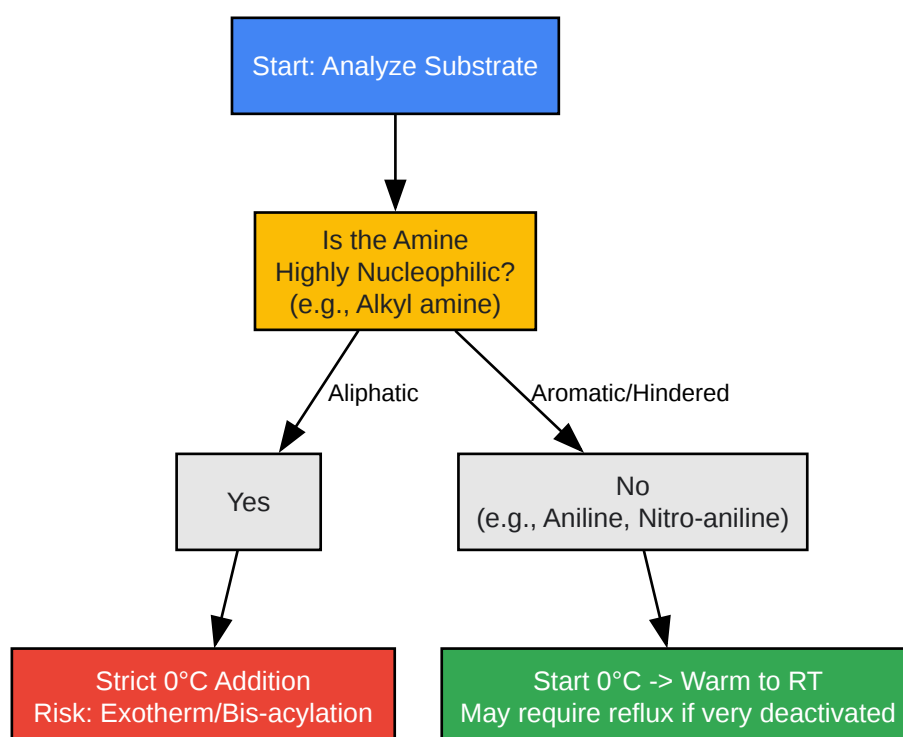 Start: Analyze Substrate
Is the Amine
Highly Nucleophilic?
(e.g., Alkyl amine)
Aliphatic
Aromatic/Hindered
Yes
No
(e.g., Aniline, Nitro-aniline)
Strict 0°C Addition
Risk: Exotherm/Bis-acylation
Start 0°C -> Warm to RT
May require reflux if very deactivated